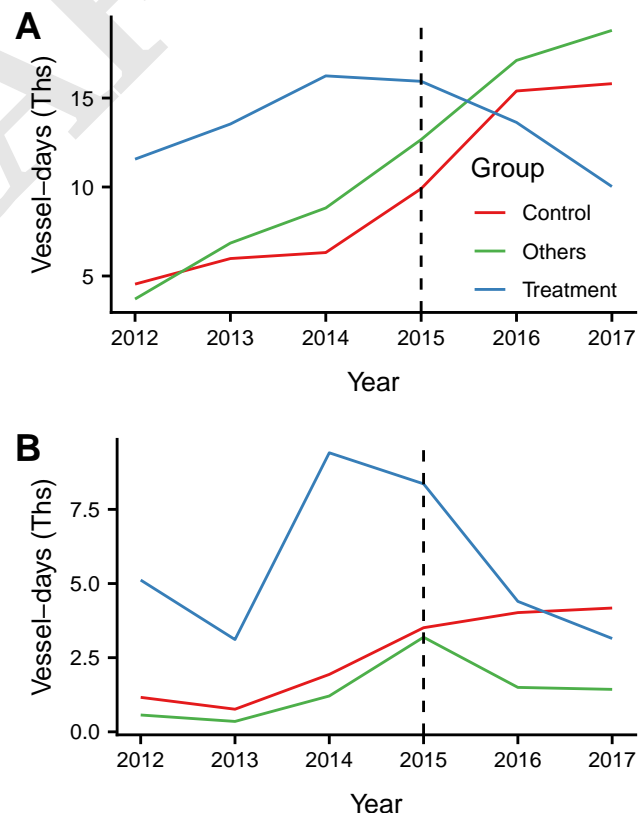 A
Vessel−days (Ths)
15
10
5
Group
Control
Others
Treatment
2012 2013 2014 2015 2016 2017
Year
B
Vessel−days (Ths)
7.5
5.0
2.5
0.0
2012 2013 2014 2015 2016 2017
Year